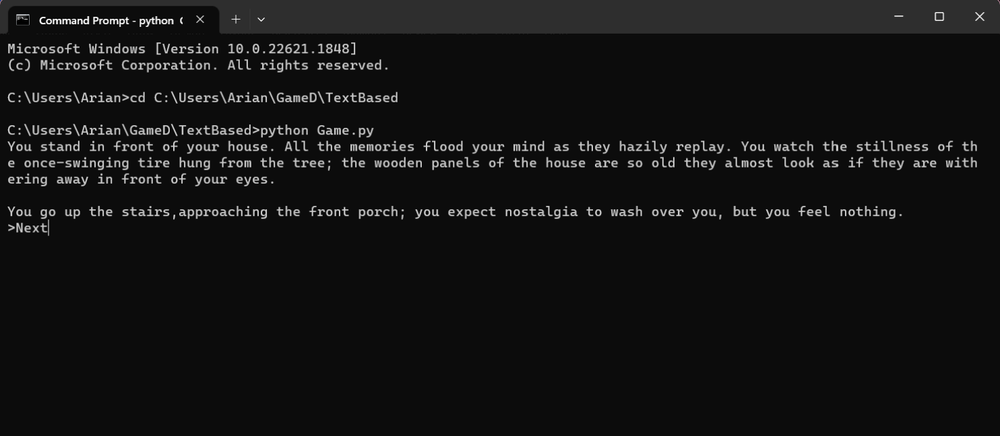 Command Prompt - python
Microsoft Windows [Version 10.0.22621.1848]
(c) Microsoft Corporation. All rights reserved.
C:\Users\Arian>cd C:\Users\Arian\GameD\TextBased
C:\Users\Arian\GameD\TextBased>python Game.py
You stand in front of your house. All the memories flood your mind as they hazily replay. You watch the stillness of th
e once-swinging tire hung from the tree; the wooden panels of the house are so old they almost look as if they are with
ering away in front of your eyes.
You go up the stairs,approaching the front porch; you expect nostalgia to wash over you, but you feel nothing.
>Next